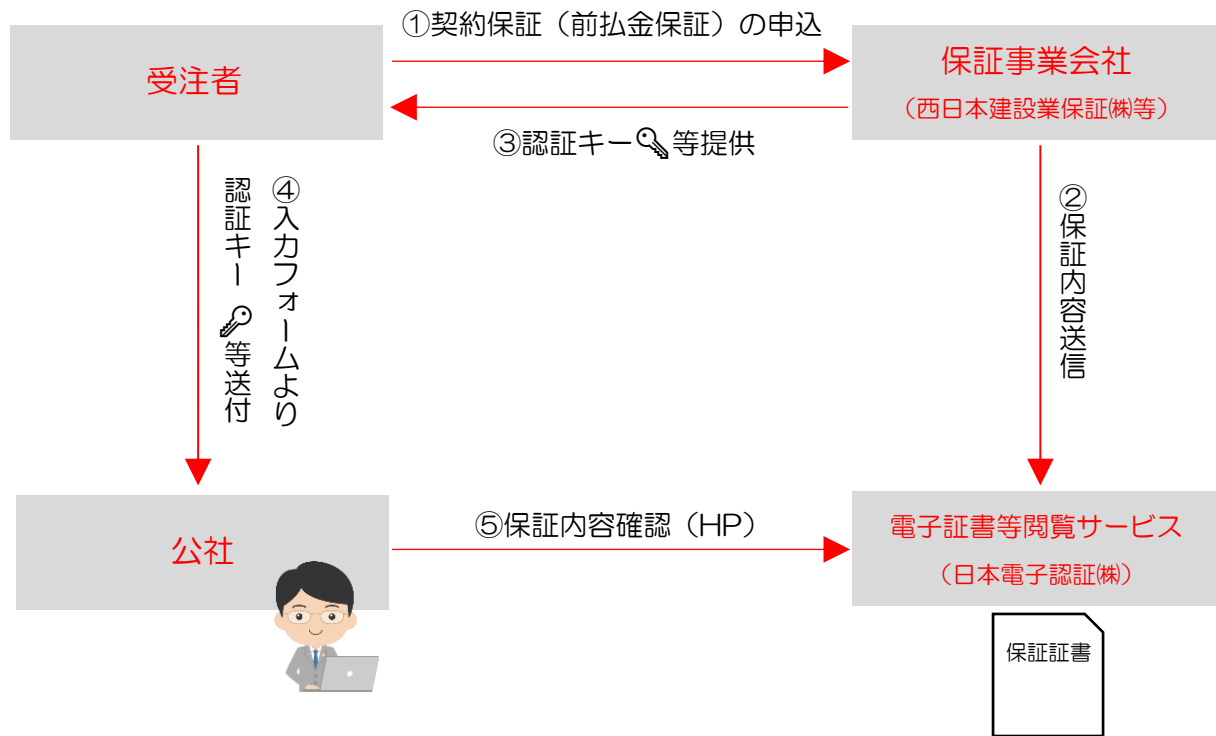 ①契約保証（前払金保証）の申込
受注者
保証事業会社
（西日本建設業保証㈱等）
③認証キー等提供
④入力フォームより
認証キー等送付
②保証内容送信
公社
⑤保証内容確認（HP）
電子証書等閲覧サービス
（日本電子認証㈱）
保証証書